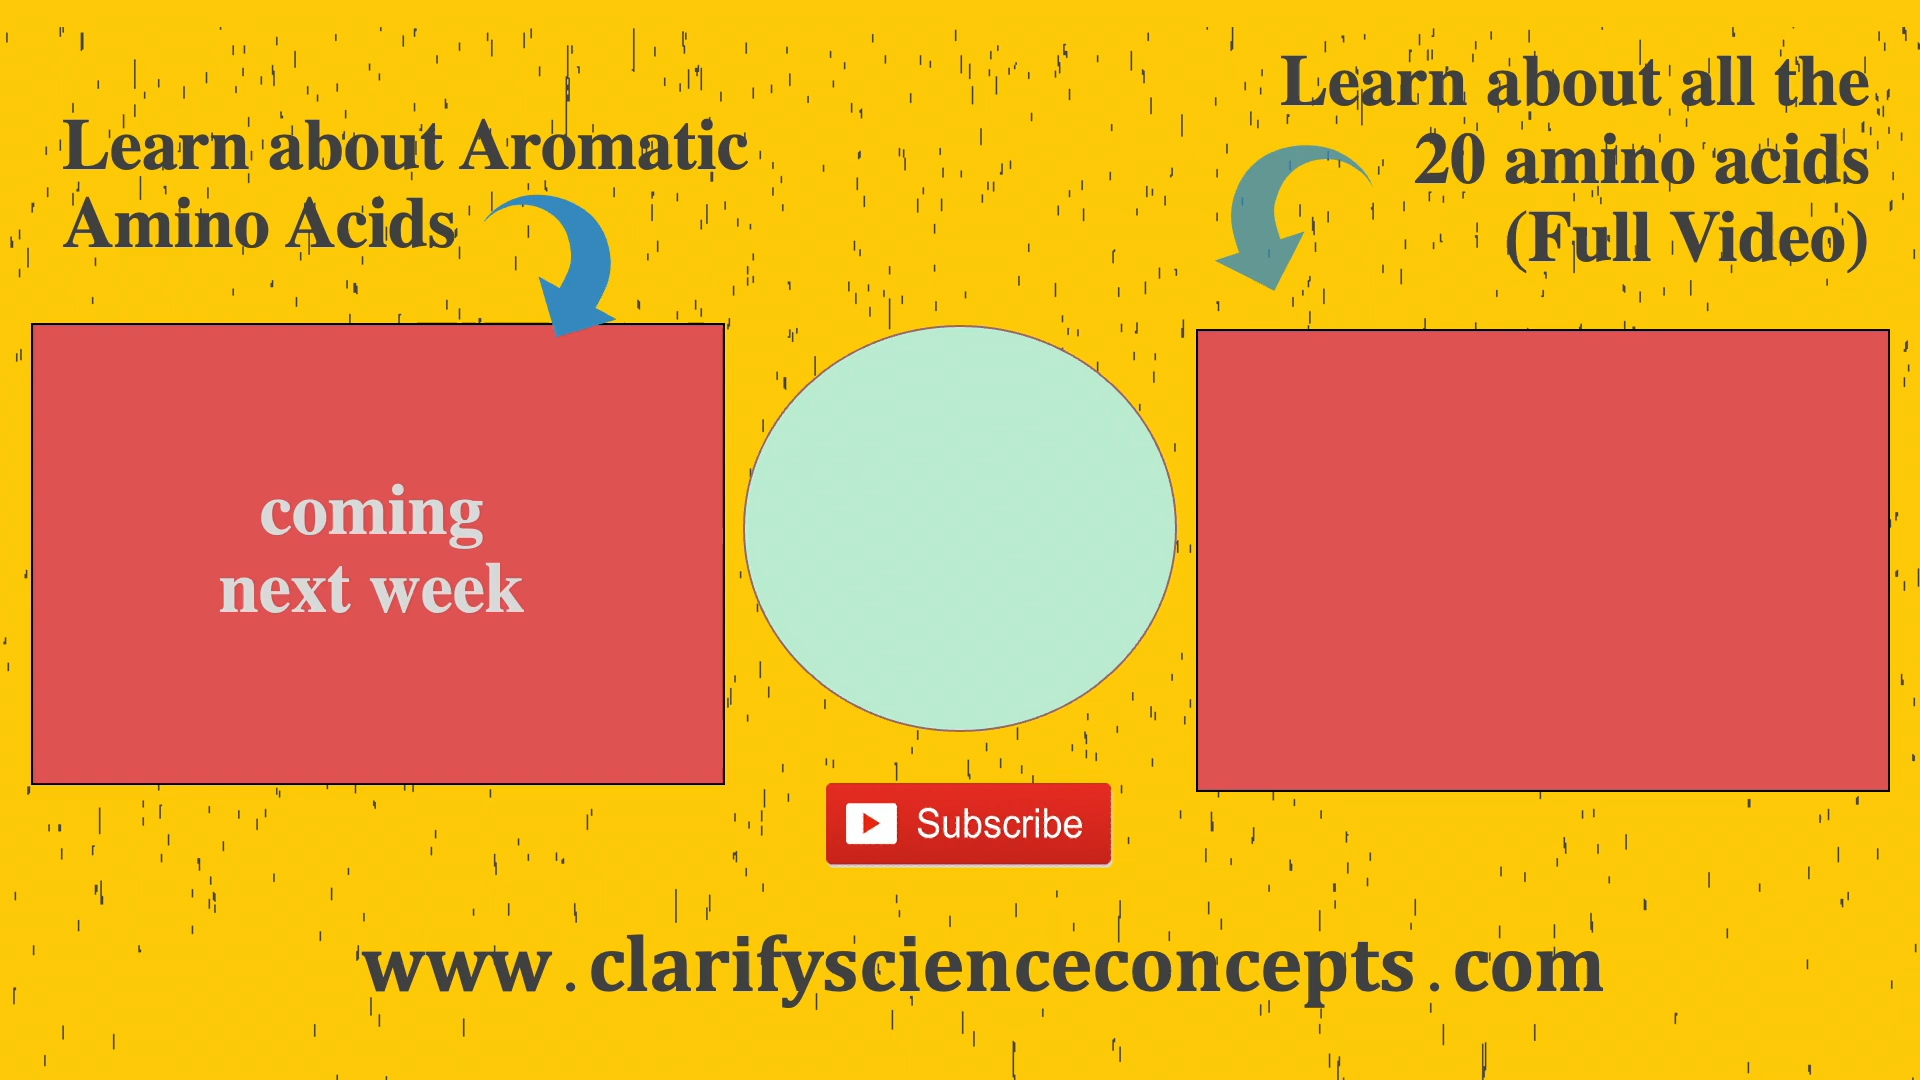 Learn about Aromatic
Amino Acids
Learn about all the
20 amino acids
(Full Video)
coming
next week
Subscribe
www.clarifyscienceconcepts.com